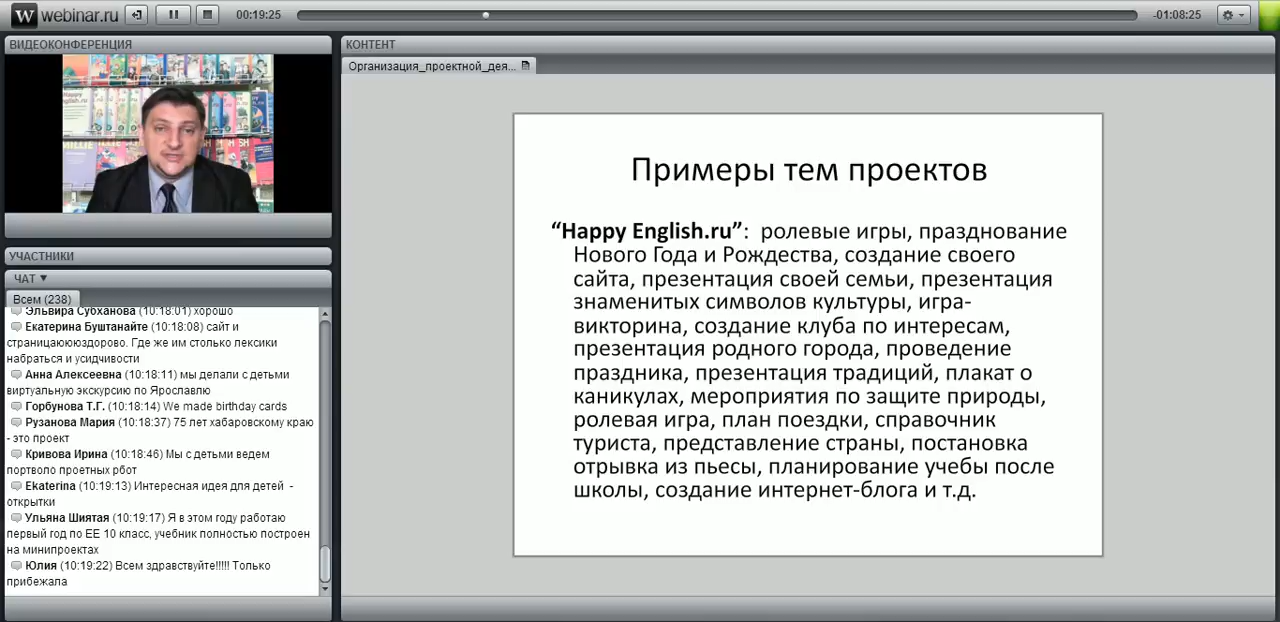 W webinar.ru
00:19:25
-01:08:25
ВИДЕОКОНФЕРЕНЦИЯ
Happy
English.ru
MILLIE
УЧАСТНИКИ
ЧАТ ▼
Всем (238)
Эльвира Субханова (10:18:01) хорошо
Екатерина Буштанайте (10:18:08) сайт и
страницаюююздорово. Где же им столько лексики
набраться и усидчивости
Анна Алексеевна (10:18:11) мы делали с детьми
виртуальную экскурсию по Ярославлю
Горбунова Т.Г. (10:18:14) We made birthday cards
Рузанова Мария (10:18:37) 75 лет хабаровскому краю
- это проект
Кривова Ирина (10:18:46) Мы с детьми ведем
портволо проетных рбот
Ekaterina (10:19:13) Интересная идея для детей -
открытки
Ульяна Шиятая (10:19:17) Я в этом году работаю
первый год по ЕЕ 10 класс, учебник полностью построен
на минипроектах
Юлия (10:19:22) Всем здравствуйте!!!!! Только
прибежала
КОНТЕНТ
Организация_проектной_дея...
Примеры тем проектов
“Happy English.ru”: ролевые игры, празднование
Нового Года и Рождества, создание своего
сайта, презентация своей семьи, презентация
знаменитых символов культуры, игра-
викторина, создание клуба по интересам,
презентация родного города, проведение
праздника, презентация традиций, плакат о
каникулах, мероприятия по защите природы,
ролевая игра, план поездки, справочник
туриста, представление страны, постановка
отрывка из пьесы, планирование учебы после
школы, создание интернет-блога и т.д.